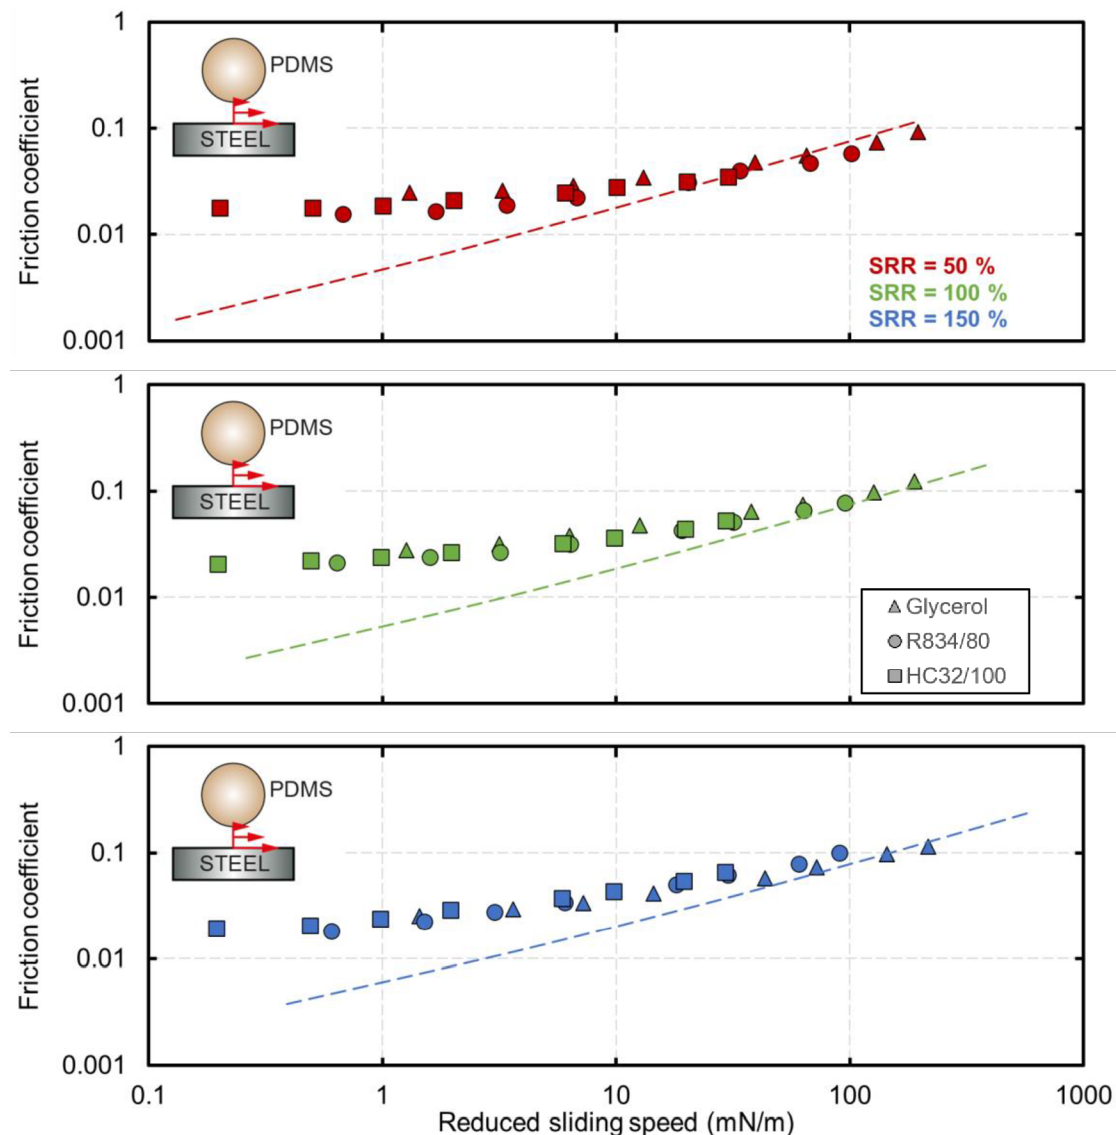 1
PDMS
0.1
STEEL
0.01
SRR = 50 %
SRR = 100 %
SRR = 150 %
0.001
Friction coefficient
1
PDMS
0.1
STEEL
0.01
Glycerol
R834/80
HC32/100
0.001
Friction coefficient
1
PDMS
0.1
STEEL
0.01
0.001
Friction coefficient
0.1 1 10 100 1000
Reduced sliding speed (mN/m)